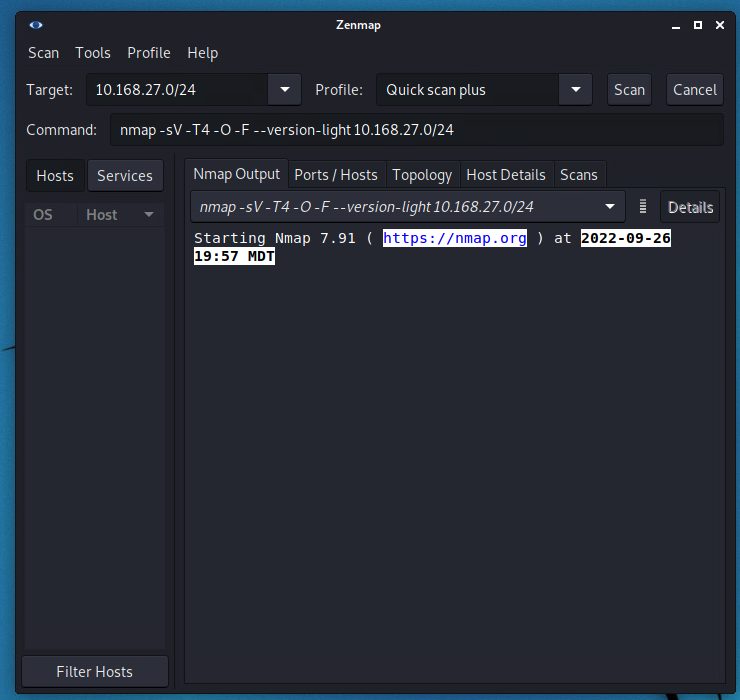 Zenmap
Scan Tools Profile Help
Target: 10.168.27.0/24 Profile: Quick scan plus Scan Cancel
Command: nmap -sV -T4 -O -F --version-light 10.168.27.0/24
Hosts Services Nmap Output Ports / Hosts Topology Host Details Scans
OS Host nmap -sV -T4 -O -F --version-light 10.168.27.0/24 Details
Starting Nmap 7.91 ( https://nmap.org ) at 2022-09-26
19:57 MDT
Filter Hosts